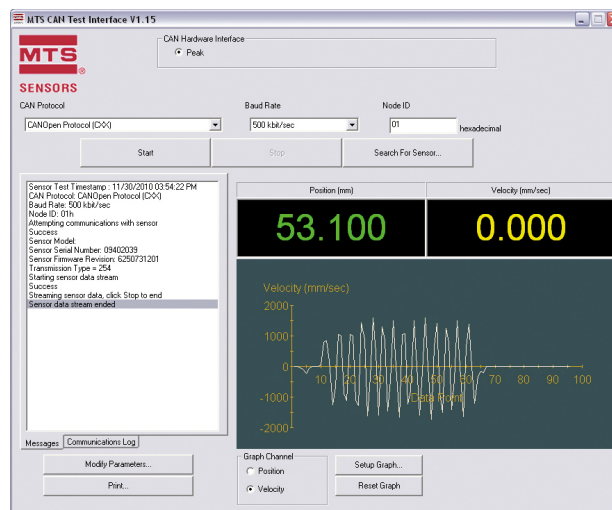 MTS CAN Test Interface V1.15
CAN Hardware Interface
Peak
MTS
®
SENSORS
CAN Protocol
Baud Rate
Node ID
CANOpen Protocol (CXX)
500 kbit/sec
01
hexadecimal
Start
Stop
Search For Sensor...
Sensor Test Timestamp : 11/30/2010 03:54:22 PM
CAN Protocol: CANOpen Protocol (CXX)
Baud Rate: 500 kbit/sec
Node ID: 01h
Attempting communications with sensor
Success
Sensor Model:
Sensor Serial Number: 09402039
Sensor Firmware Revision: 6250731201
Transmission Type = 254
Starting sensor data stream
Success
Streaming sensor data, click Stop to end
Sensor data stream ended
Position (mm)
Velocity (mm/sec)
53.100
0.000
Velocity (mm/sec)
2000
1000
0
-1000
-2000
10 20 30 40 50 60 70 80 90 100
Data Point
Messages
Communications Log
Modify Parameters...
Print...
Graph Channel
Position
Velocity
Setup Graph...
Reset Graph